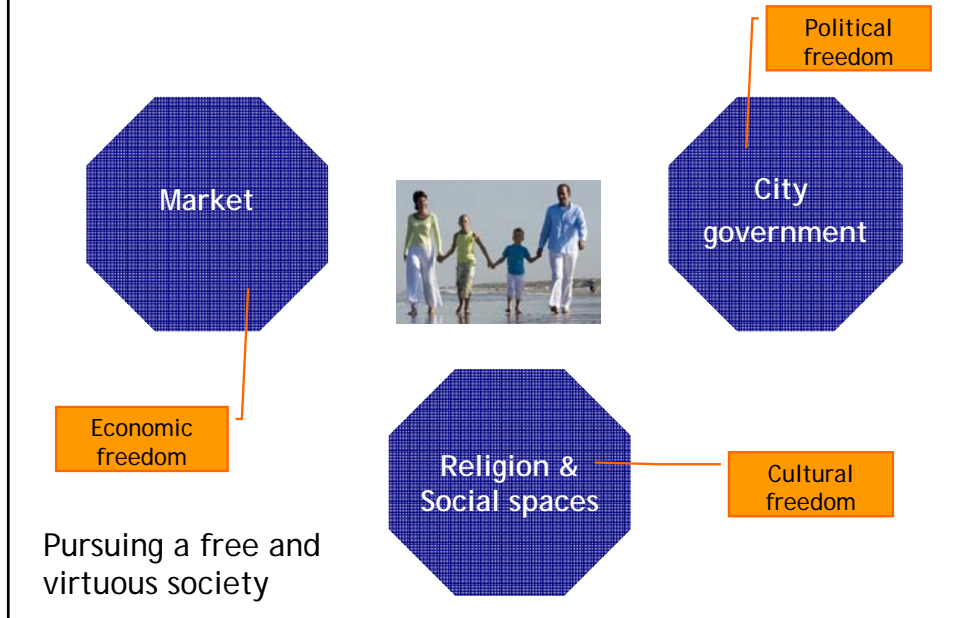 Political
freedom
Market
City
government
Economic
freedom
Religion &
Social spaces
Cultural
freedom
Pursuing a free and
virtuous society